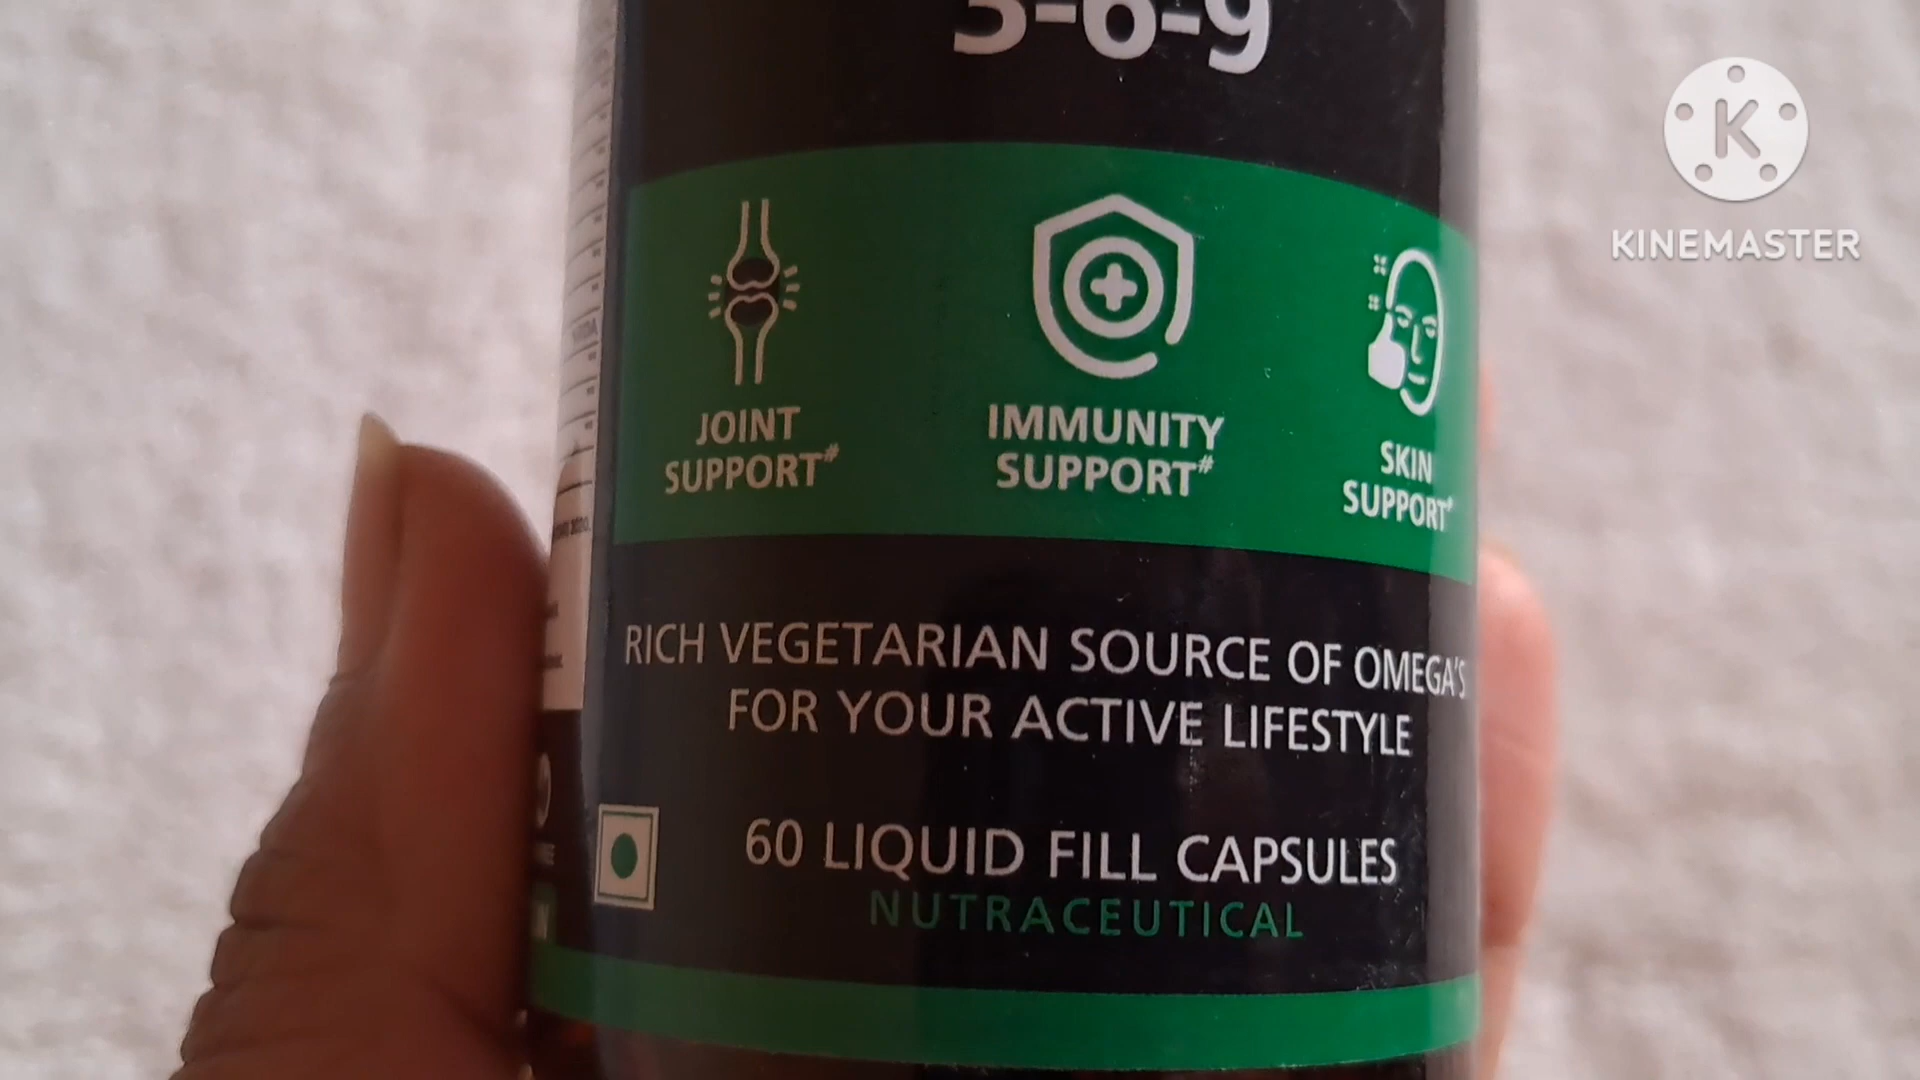 3-6-9
KINEMASTER
JOINT
SUPPORT#
IMMUNITY
SUPPORT#
SKIN
SUPPORT#
RICH VEGETARIAN SOURCE OF OMEGA'S
FOR YOUR ACTIVE LIFESTYLE
60 LIQUID FILL CAPSULES
NUTRACEUTICAL